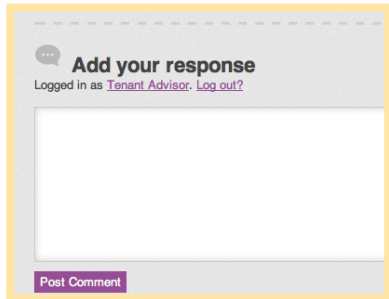 Add your response
Logged in as Tenant Advisor. Log out?
Post Comment